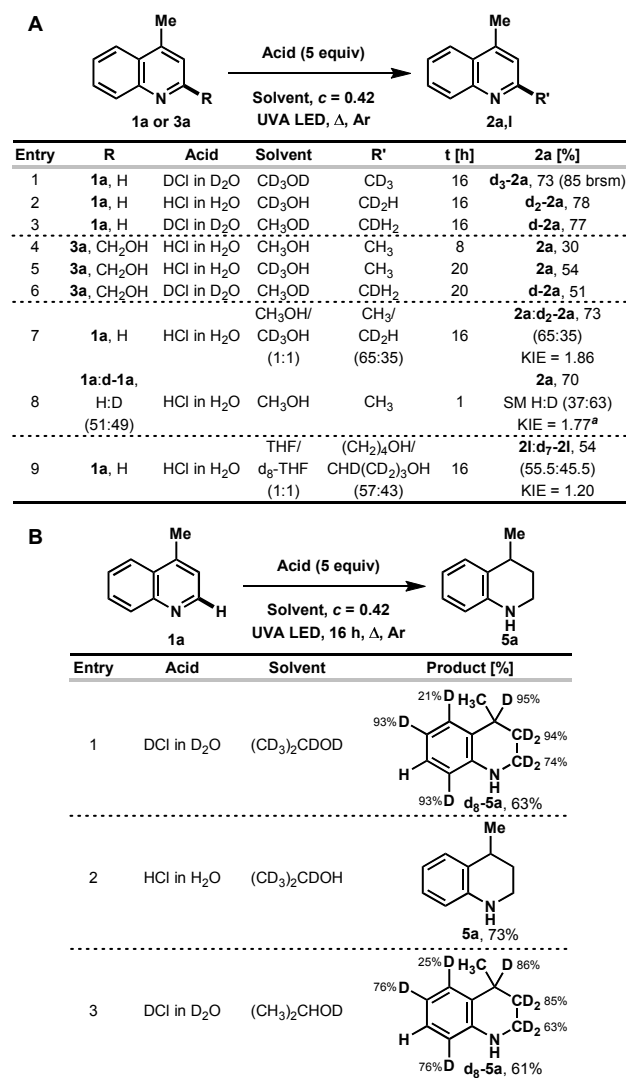 A
Me
N
R
1a or 3a
Acid (5 equiv)
Solvent, c = 0.42
UVA LED, Δ, Ar
Me
N
R'
2a,l
Entry R Acid Solvent R' t [h] 2a [%]
1 1a, H DCl in D2O CD3OD CD3 16 d3-2a, 73 (85 brsm)
2 1a, H HCl in H2O CD3OH CD2H 16 d2-2a, 78
3 1a, H DCl in D2O CH3OD CDH2 16 d-2a, 77
4 3a, CH2OH HCl in H2O CH3OH CH3 8 2a, 30
5 3a, CH2OH HCl in H2O CD3OH CH3 20 2a, 54
6 3a, CH2OH DCl in D2O CH3OD CDH2 20 d-2a, 51
CH3OH/ CH3/ 2a:d2-2a, 73
7 1a, H HCl in H2O CD3OH CD2H 16 (65:35)
(1:1) (65:35) KIE = 1.86
1a:d-1a, 2a, 70
8 H:D HCl in H2O CH3OH CH3 1 SM H:D (37:63)
(51:49) KIE = 1.77a
THF/ (CH2)4OH/ 2l:d7-2l, 54
9 1a, H HCl in H2O d8-THF CHD(CD2)3OH 16 (55.5:45.5)
(1:1) (57:43) KIE = 1.20
B
Me
N
H
1a
Acid (5 equiv)
Solvent, c = 0.42
UVA LED, 16 h, Δ, Ar
Me
N
H
5a
Entry Acid Solvent Product [%]
21% D H3C D 95%
93% D
CD2 94%
1 DCl in D2O (CD3)2CDOD
CD2 74%
H
NH
93% D d8-5a, 63%
Me
2 HCl in H2O (CD3)2CDOH
N
H
5a, 73%
25% D H3C D 86%
76% D
CD2 85%
3 DCl in D2O (CH3)2CHOD
CD2 63%
H
NH
76% D d8-5a, 61%